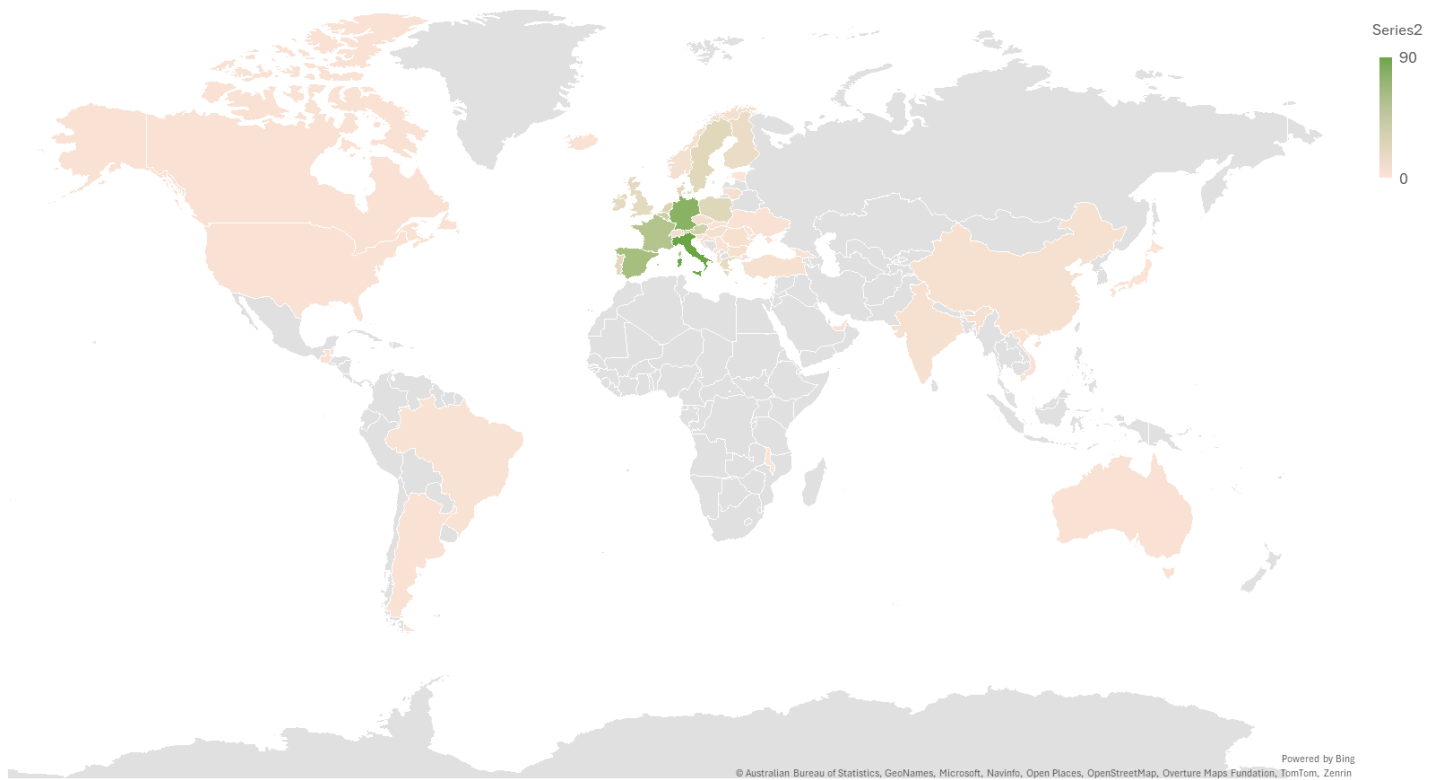 Series2
90
0
Powered by Bing
© Australian Bureau of Statistics, GeoNames, Microsoft, Navinfo, Open Places, OpenStreetMap, Overture Maps Fundation, TomTom, Zenrin